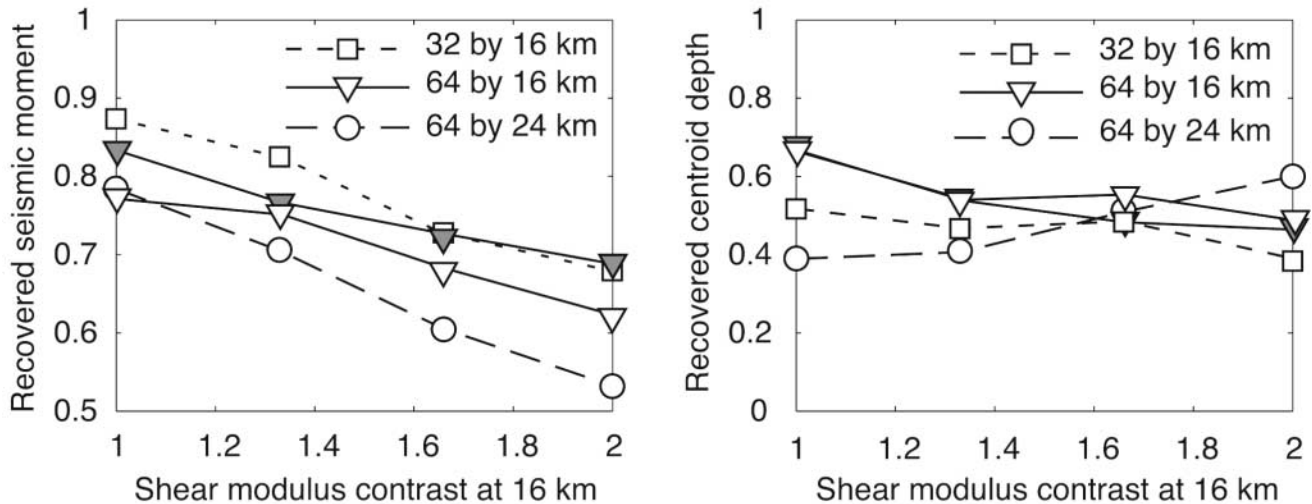 Recovered seismic moment
1
0.9
0.8
0.7
0.6
0.5
32 by 16 km
64 by 16 km
64 by 24 km
1 1.2 1.4 1.6 1.8 2
Shear modulus contrast at 16 km
Recovered centroid depth
1
0.8
0.6
0.4
0.2
0
32 by 16 km
64 by 16 km
64 by 24 km
1 1.2 1.4 1.6 1.8 2
Shear modulus contrast at 16 km